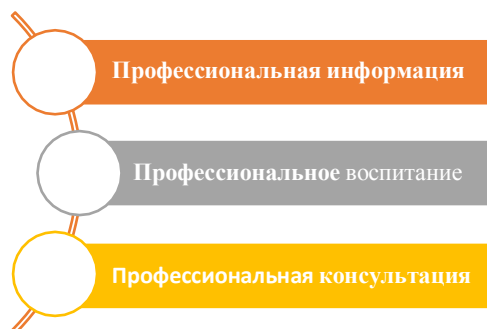 Профессиональная информация
Профессиональное воспитание
Профессиональная консультация